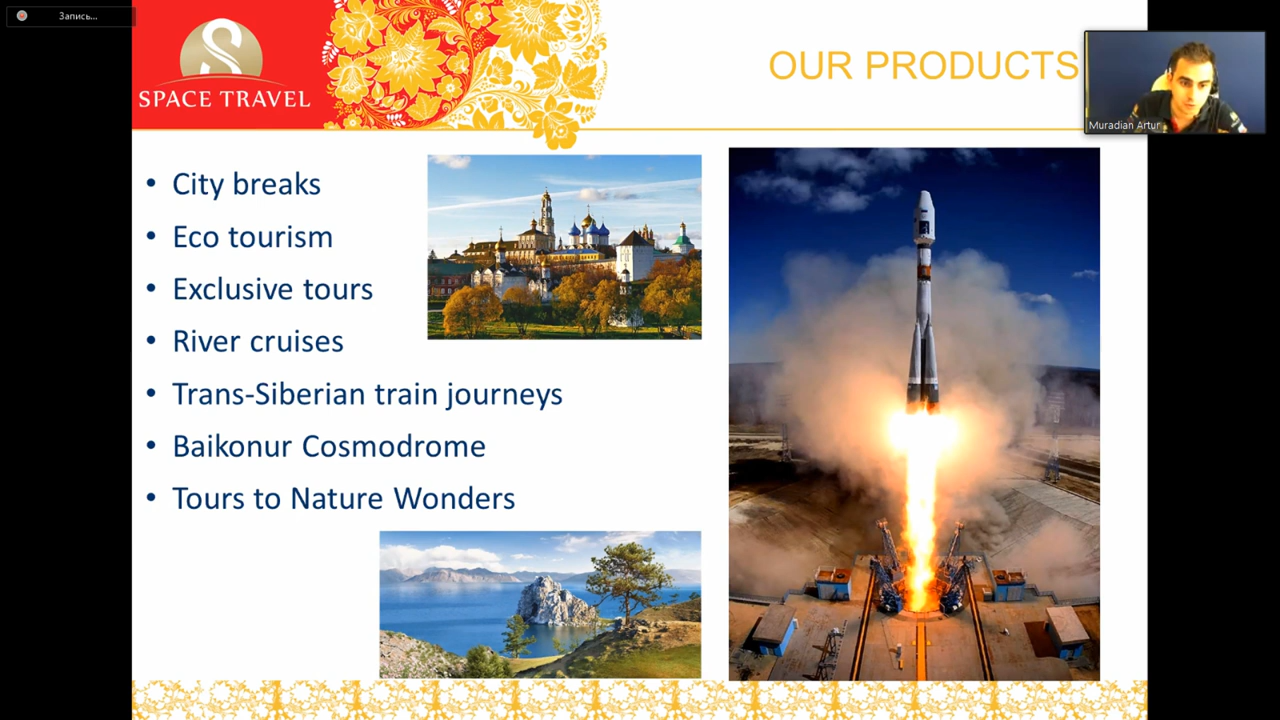 Запись...
SPACE TRAVEL
OUR PRODUCTS
Muradian Artur
• City breaks
• Eco tourism
• Exclusive tours
• River cruises
• Trans-Siberian train journeys
• Baikonur Cosmodrome
• Tours to Nature Wonders